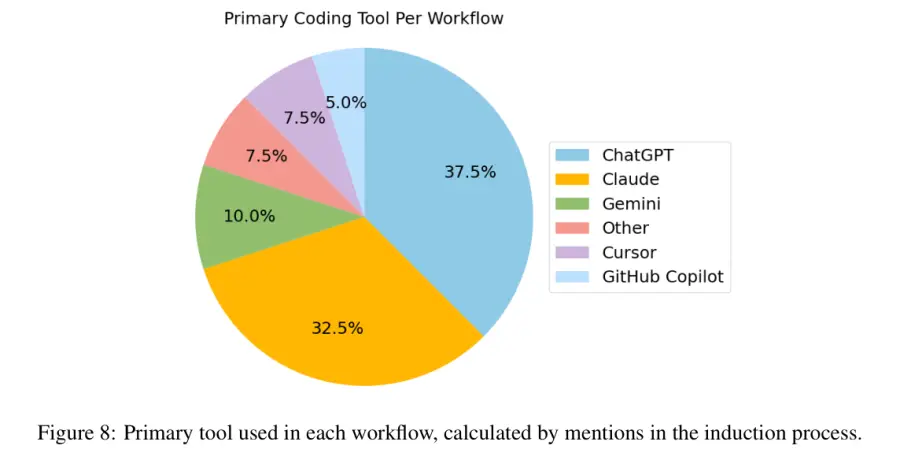 Primary Coding Tool Per Workflow
5.0%
7.5%
7.5%
37.5%
10.0%
32.5%
ChatGPT
Claude
Gemini
Other
Cursor
GitHub Copilot
Figure 8: Primary tool used in each workflow, calculated by mentions in the induction process.